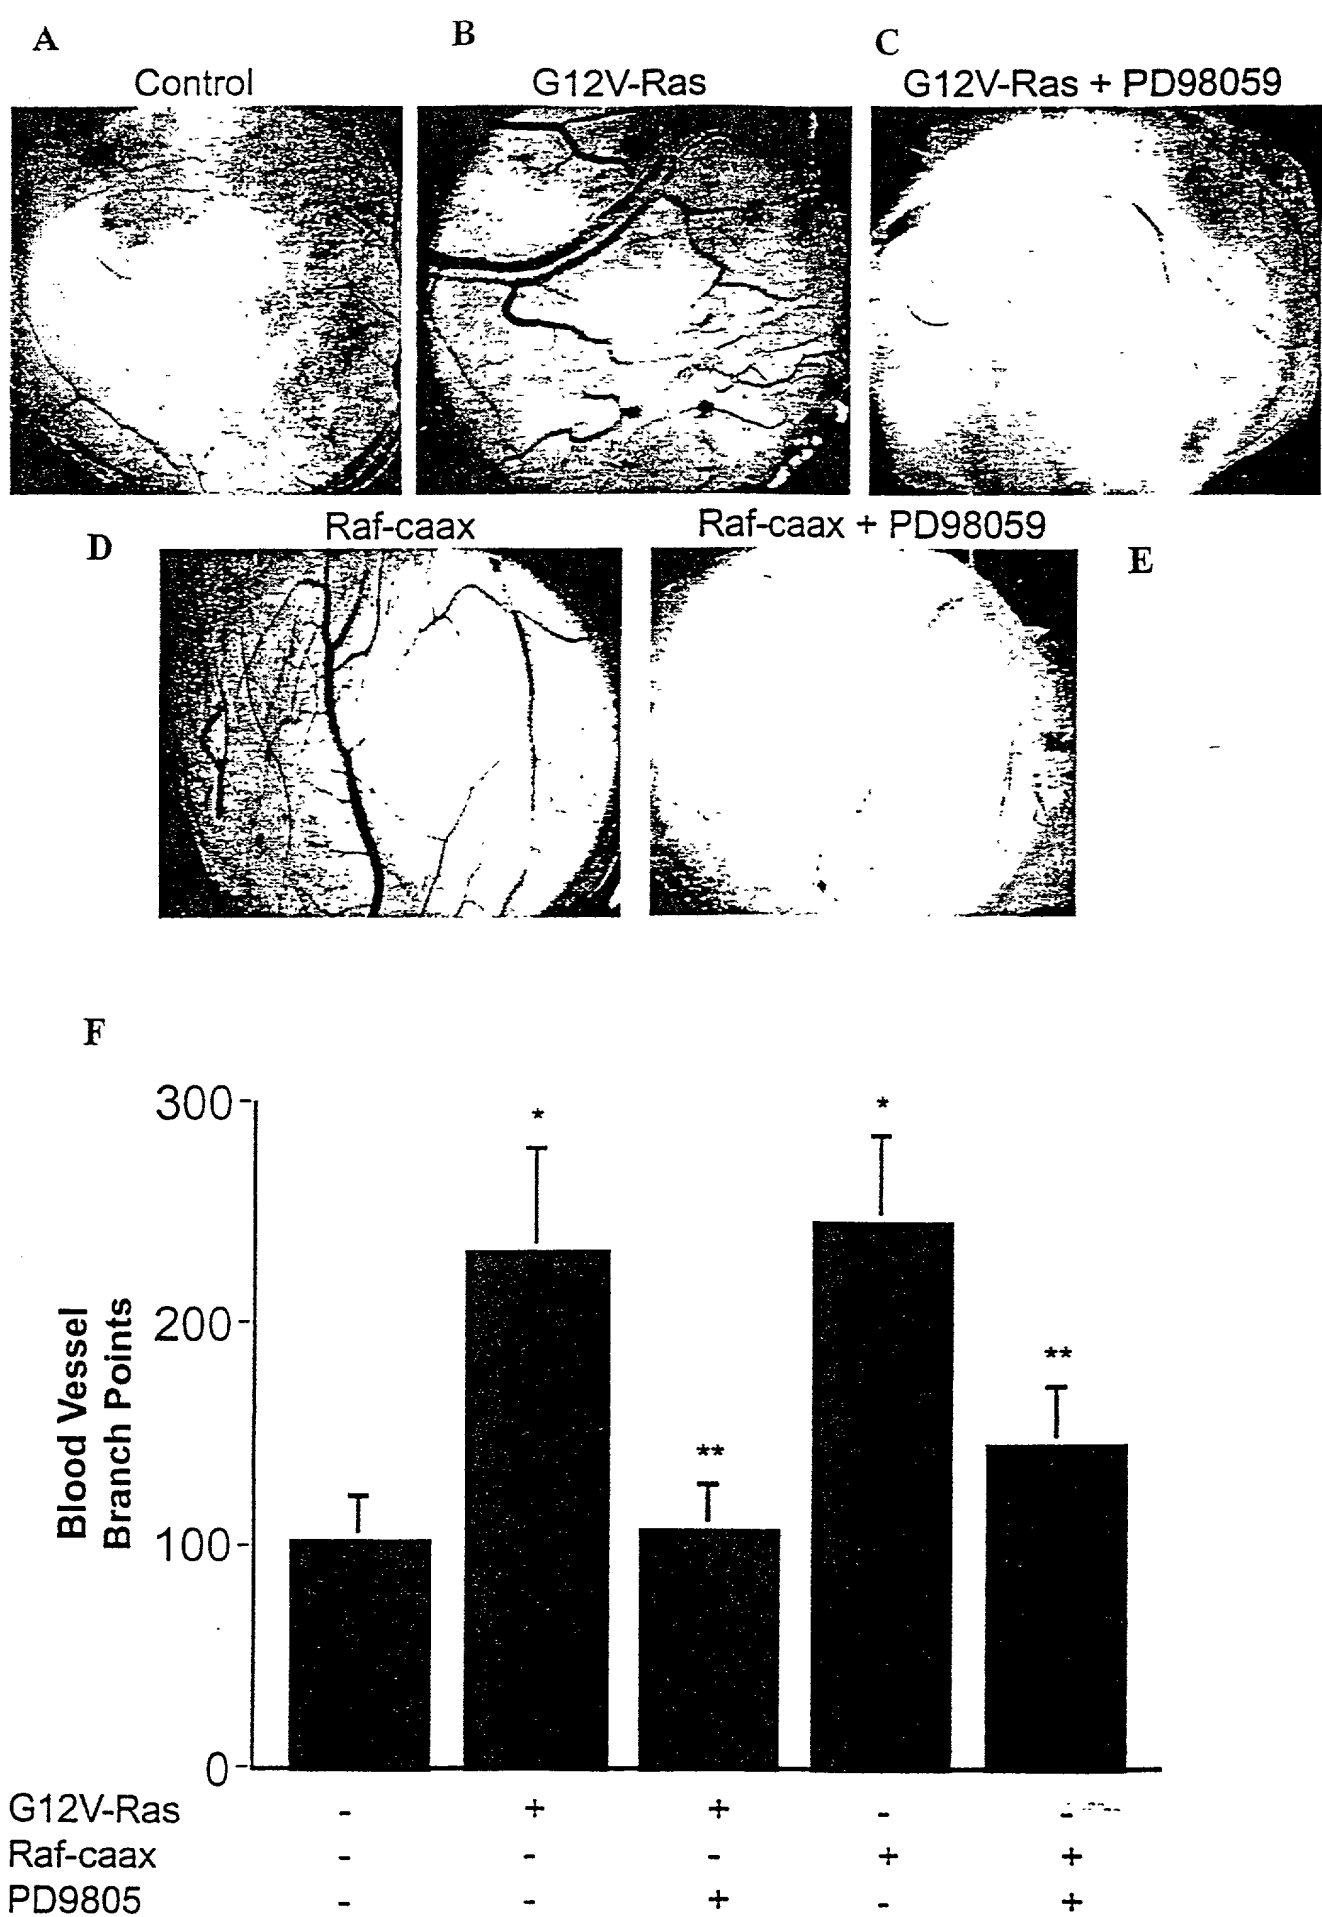 A
B
C
Control
G12V-Ras
G12V-Ras + PD98059
D
Raf-caax
Raf-caax + PD98059
E
F
300
*
*
200
**
**
Blood Vessel
Branch Points
100
0
G12V-Ras - + + - -
Raf-caax - - - + +
PD9805 - - + - +